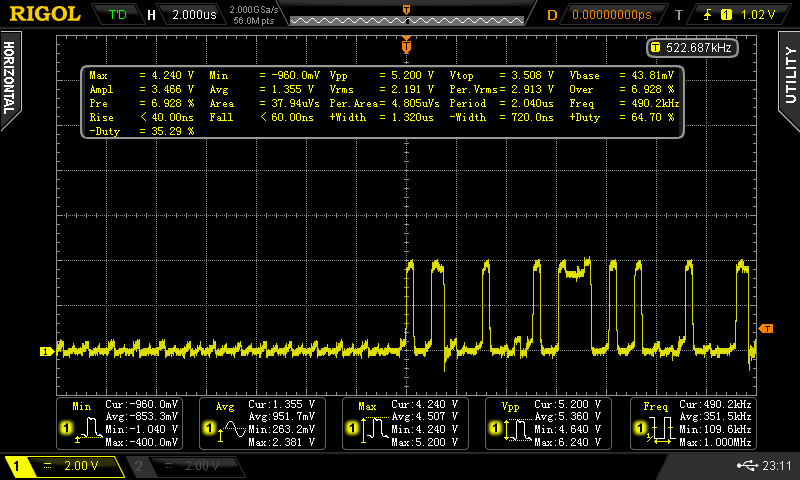 RIGOL T'D H 2.000us 2.000GSa/s 56.0M pts D 0.00000000ps T 1 1.02 V
HORIZONTAL
UTILITY
T
T 522.687kHz
Max = 4.240 V Min = -960.0mV Vpp = 5.200 V Vtop = 3.508 V Vbase = 43.81mV
Ampl = 3.466 V Avg = 1.355 V Vrms = 2.191 V Per.Vrms= 2.913 V Over = 6.928 %
Pre = 6.928 % Area = 37.94uVs Per.Area= 4.805uVs Period = 2.040us Freq = 490.2kHz
Rise < 40.00ns Fall < 60.00ns +Width = 1.320us -Width = 720.0ns +Duty = 64.70 %
-Duty = 35.29 %
T
1
Min Cur:-960.0mV
Avg:-853.3mV
1 Min:-1.040 V
Max:-400.0mV
Avg Cur:1.355 V
Avg:951.7mV
1 Min:263.2mV
Max:2.381 V
Max Cur:4.240 V
Avg:4.507 V
1 Min:4.240 V
Max:5.200 V
Vpp Cur:5.200 V
Avg:5.360 V
1 Min:4.640 V
Max:6.240 V
Freq Cur:490.2kHz
Avg:351.5kHz
1 Min:109.6kHz
Max:1.000MHz
1 = 2.00 V 2 = 2.00 V 23:11